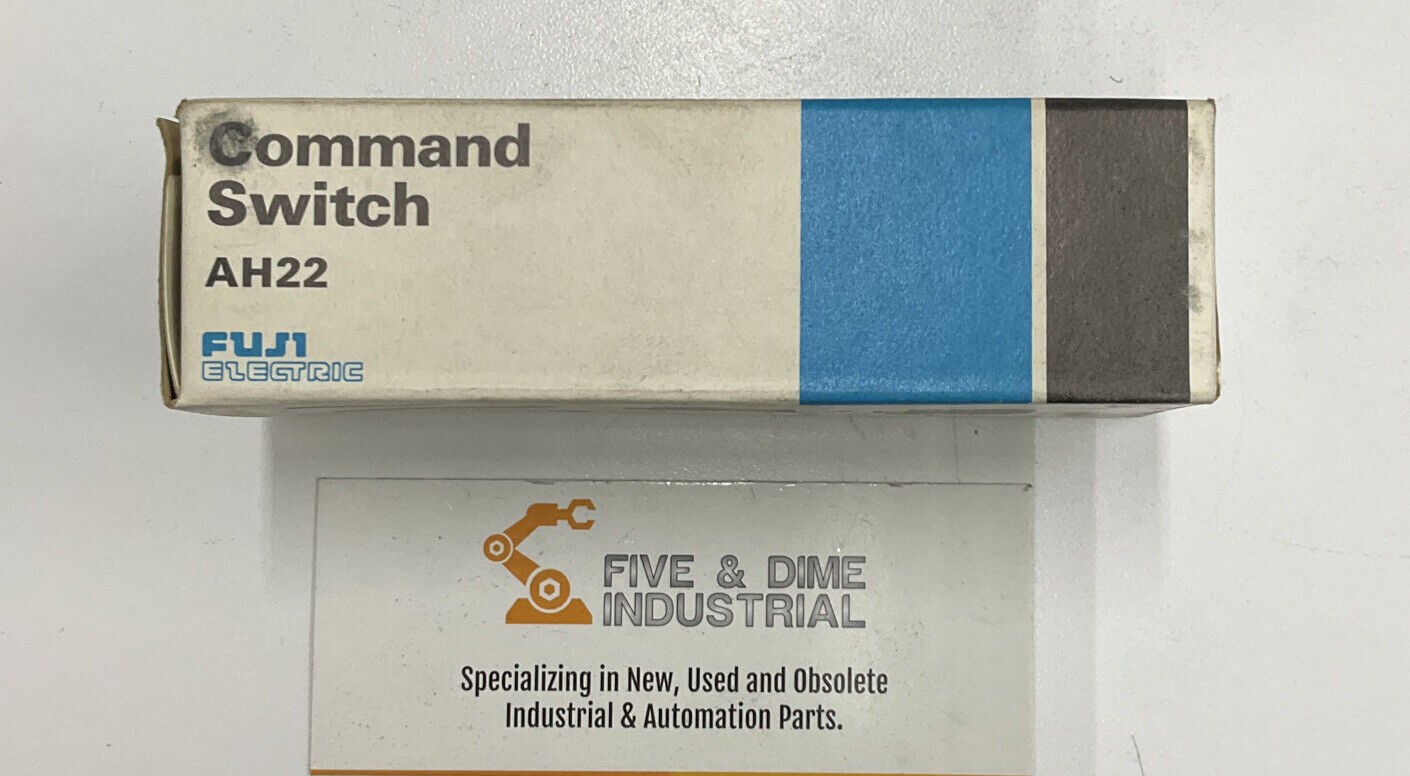 Command
Switch
AH22
FUJI
ELECTRIC
FIVE & DIME
INDUSTRIAL
Specializing in New, Used and Obsolete
Industrial & Automation Parts.